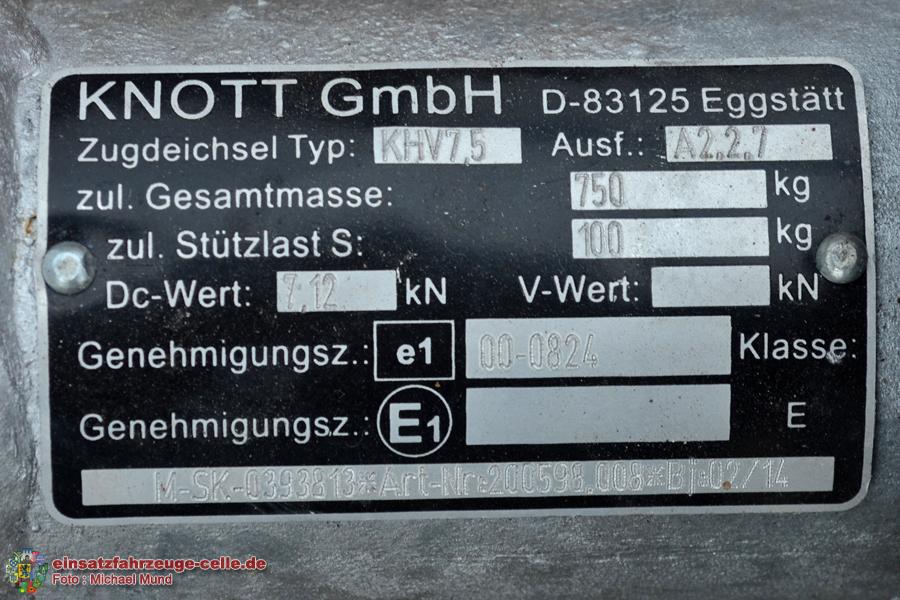 KNOTT GmbH D-83125 Eggstätt
Zugdeichsel Typ: KHV7,5 Ausf.: A2,2,7
zul. Gesamtmasse: 750 kg
zul. Stützlast S: 100 kg
Dc-Wert: 7,12 kN V-Wert: kN
Genehmigungsz.: e1 00-0824 Klasse:
Genehmigungsz.: E1 E
M-SK-0393813*Art-Nr:200598.008*Bj:02/14
einsatzfahrzeuge-celle.de
Foto : Michael Mund